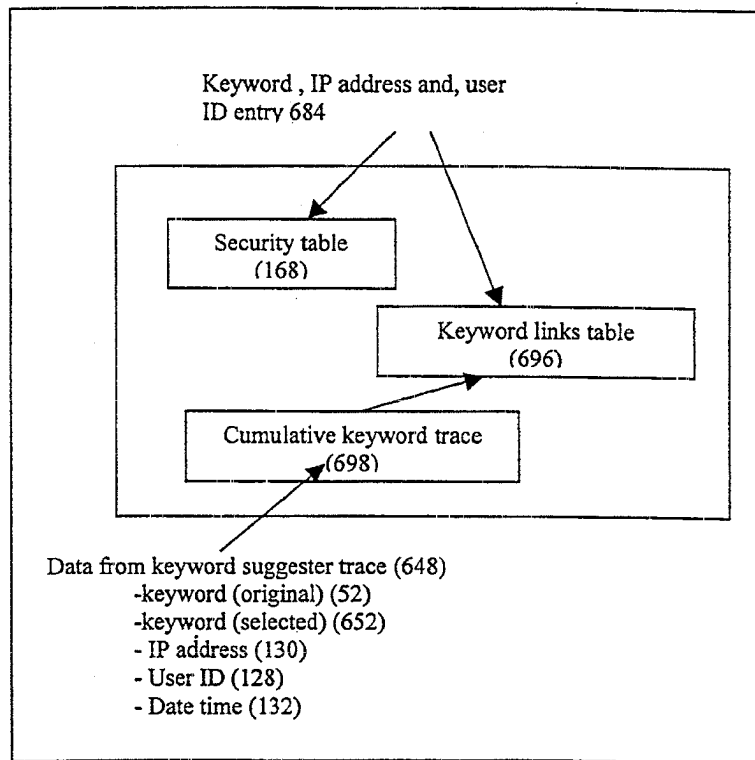 Keyword , IP address and, user
ID entry 684
Security table
(168)
Keyword links table
(696)
Cumulative keyword trace
(698)
Data from keyword suggester trace (648)
-keyword (original) (52)
-keyword (selected) (652)
- IP address (130)
- User ID (128)
- Date time (132)